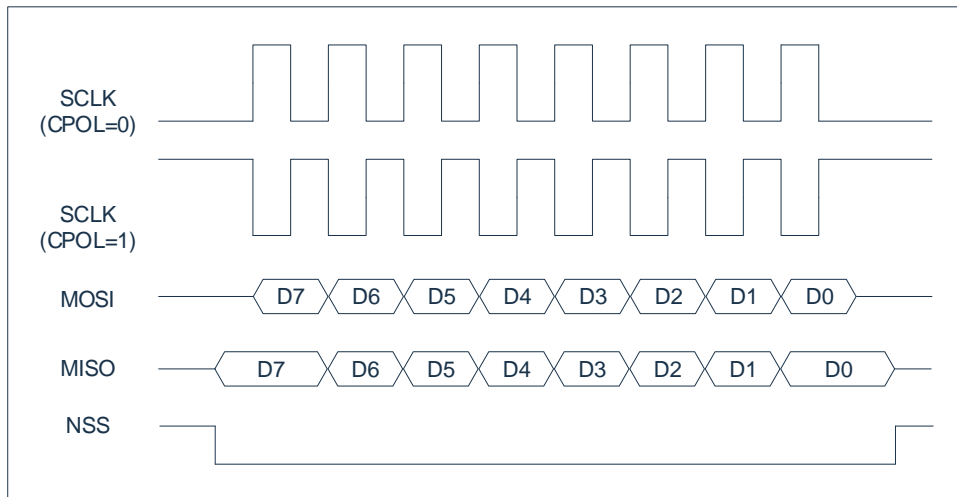 SCLK
(CPOL=0)
SCLK
(CPOL=1)
MOSI D7 D6 D5 D4 D3 D2 D1 D0
MISO D7 D6 D5 D4 D3 D2 D1 D0
NSS